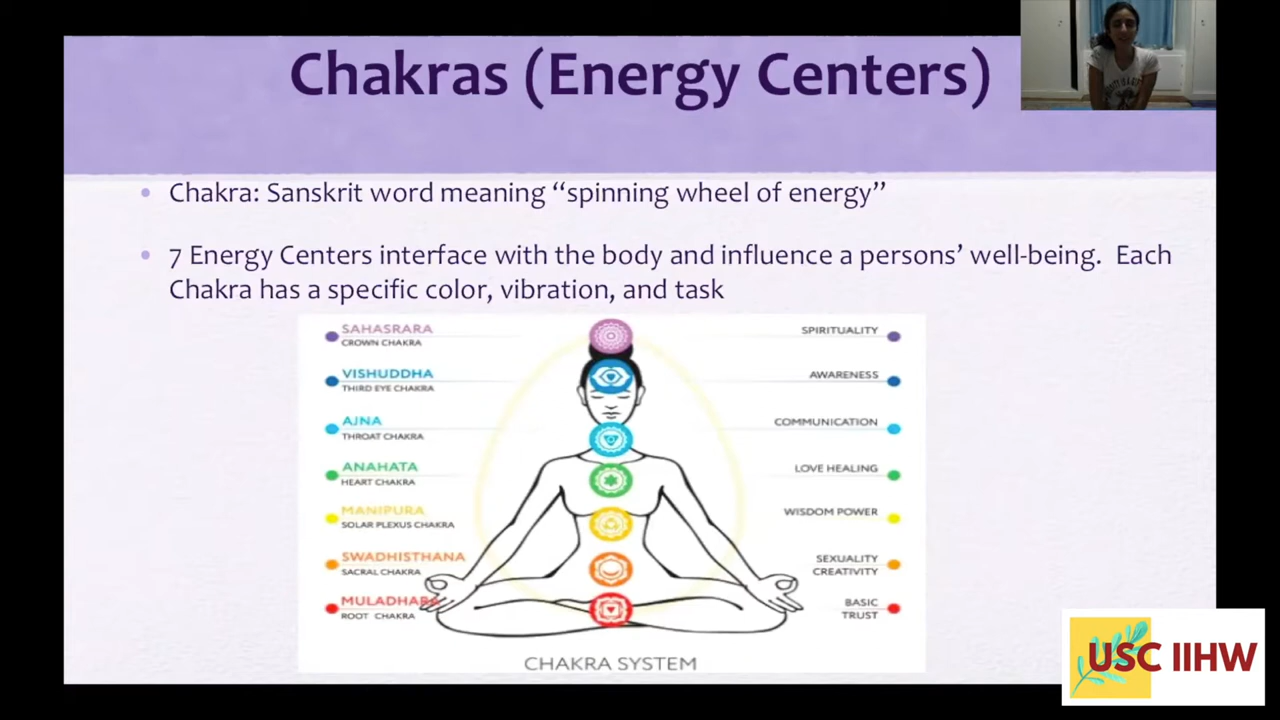 Chakras (Energy Centers)
• Chakra: Sanskrit word meaning “spinning wheel of energy”
• 7 Energy Centers interface with the body and influence a persons’ well-being. Each
Chakra has a specific color, vibration, and task
SAHASRARA
CROWN CHAKRA
SPIRITUALITY
VISHUDDHA
THIRD EYE CHAKRA
AWARENESS
AJNA
THROAT CHAKRA
COMMUNICATION
ANAHATA
HEART CHAKRA
LOVE HEALING
MANIPURA
SOLAR PLEXUS CHAKRA
WISDOM POWER
SWADHISTHANA
SACRAL CHAKRA
SEXUALITY
CREATIVITY
MULADHARA
ROOT CHAKRA
BASIC
TRUST
CHAKRA SYSTEM
USC IIHW